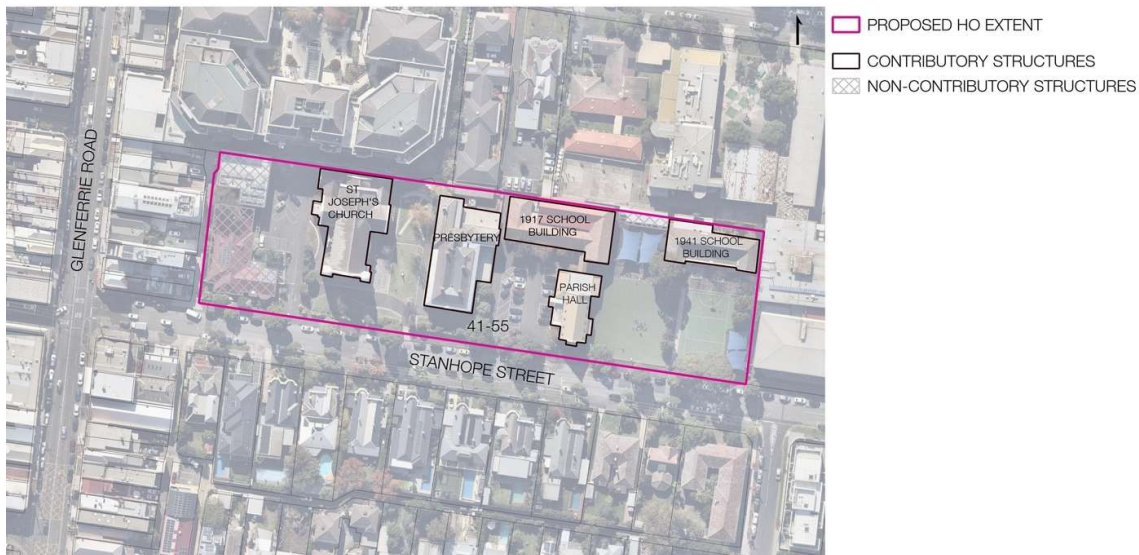 PROPOSED HO EXTENT
CONTRIBUTORY STRUCTURES
NON-CONTRIBUTORY STRUCTURES
GLENFERRIE ROAD
ST
JOSEPH'S
CHURCH
PRESBYTERY
1917 SCHOOL
BUILDING
1941 SCHOOL
BUILDING
PARISH
HALL
41-55
STANHOPE STREET